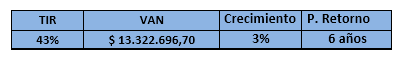 TIR VAN Crecimiento P. Retorno
43% $ 13.322.696,70 3% 6 años